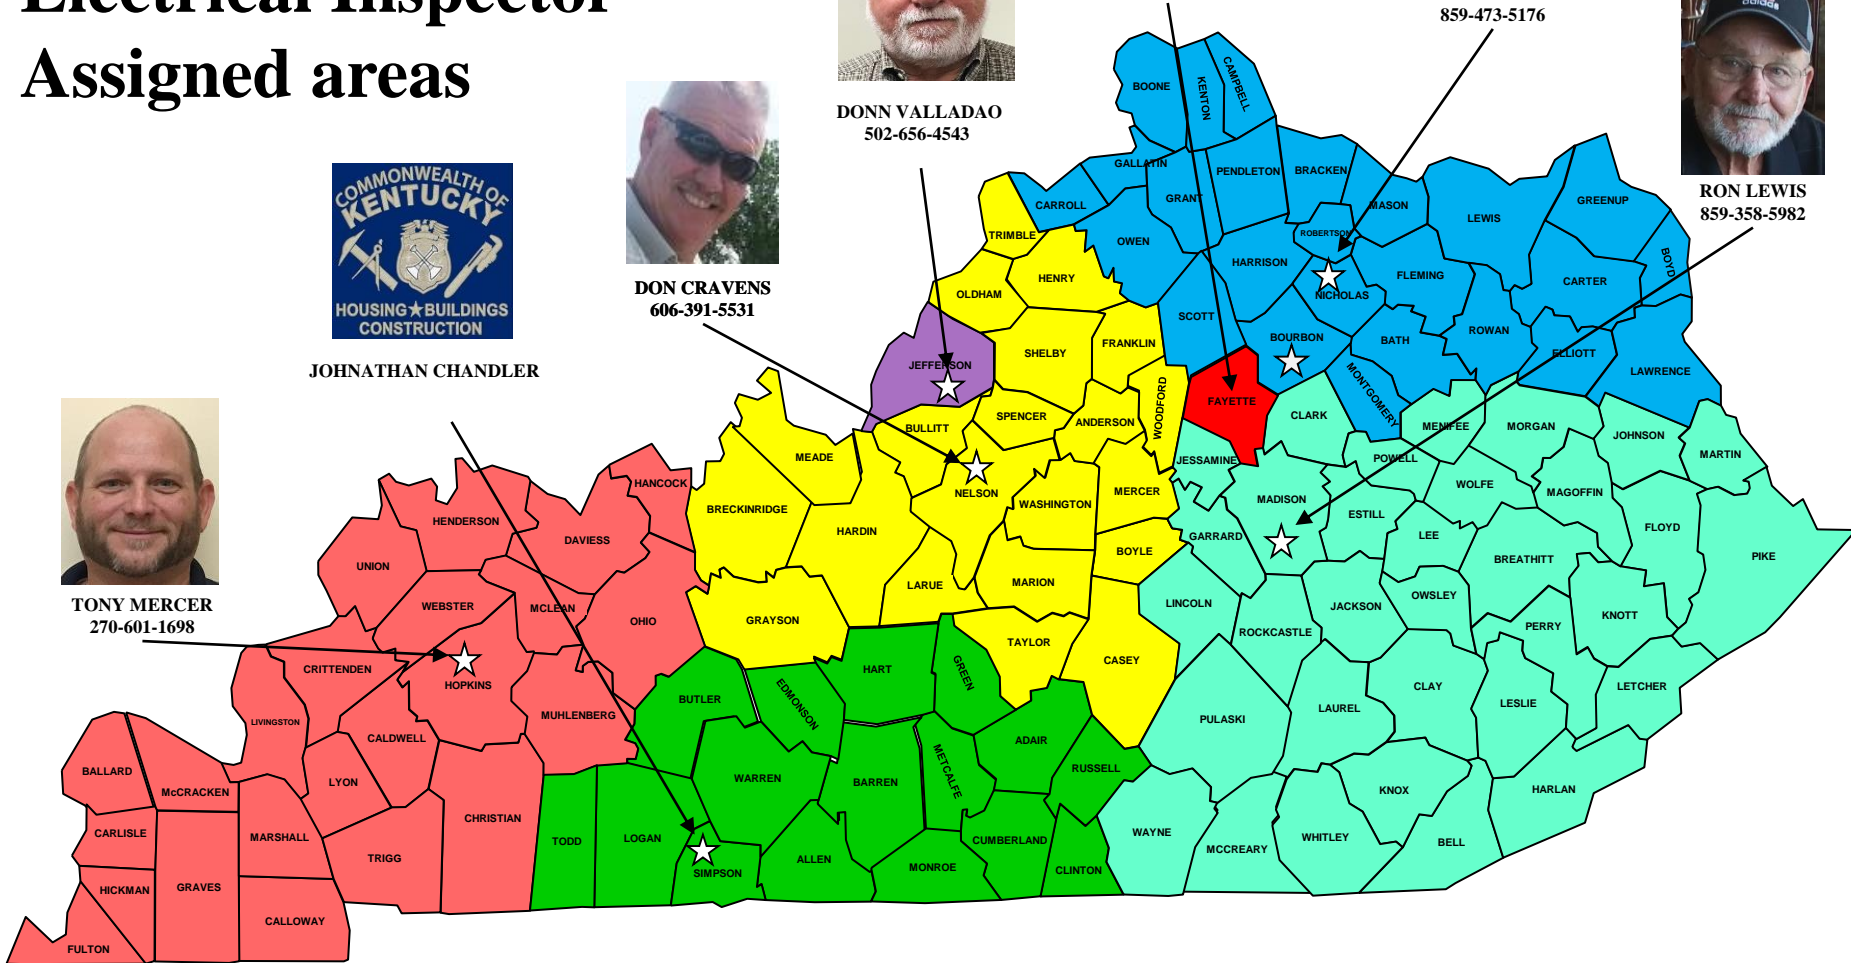 Electrical Inspector
Assigned areas
859-473-5176
adidas
DONN VALLADAO
502-656-4543
RON LEWIS
859-358-5982
COMMONWEALTH OF
KENTUCKY
HOUSING★BUILDINGS
CONSTRUCTION
DON CRAVENS
606-391-5531
JOHNATHAN CHANDLER
TONY MERCER
270-601-1698
BOONE
KENTON
CAMPBELL
GALLATIN
PENDLETON
BRACKEN
CARROLL
GRANT
MASON
LEWIS
GREENUP
TRIMBLE
OWEN
ROBERTSON
BOYD
HARRISON
FLEMING
CARTER
HENRY
OLDHAM
NICHOLAS
SCOTT
BOURBON
BATH
ROWAN
ELLIOTT
LAWRENCE
JEFFERSON
SHELBY
FRANKLIN
MONTGOMERY
FAYETTE
CLARK
WOODFORD
SPENCER
ANDERSON
BULLITT
MENIFEE
MORGAN
JOHNSON
MARTIN
MEADE
JESSAMINE
POWELL
HANCOCK
NELSON
MERCER
MADISON
WOLFE
MAGOFFIN
BRECKINRIDGE
WASHINGTON
ESTILL
FLOYD
HENDERSON
DAVIESS
HARDIN
GARRARD
LEE
BREATHITT
PIKE
UNION
BOYLE
LARUE
MARION
WEBSTER
MCLEAN
OHIO
GRAYSON
LINCOLN
JACKSON
OWSLEY
KNOTT
ROCKCASTLE
PERRY
TAYLOR
CASEY
CRITTENDEN
HOPKINS
HART
GREEN
CLAY
LETCHER
BUTLER
EDMONSON
LESLIE
LIVINGSTON
MUHLENBERG
PULASKI
LAUREL
CALDWELL
ADAIR
BALLARD
McCRACKEN
LYON
WARREN
BARREN
METCALFE
RUSSELL
KNOX
HARLAN
CARLISLE
MARSHALL
CHRISTIAN
TODD
LOGAN
CUMBERLAND
WAYNE
MCCREARY
WHITLEY
BELL
TRIGG
SIMPSON
ALLEN
MONROE
CLINTON
HICKMAN
GRAVES
CALLOWAY
FULTON